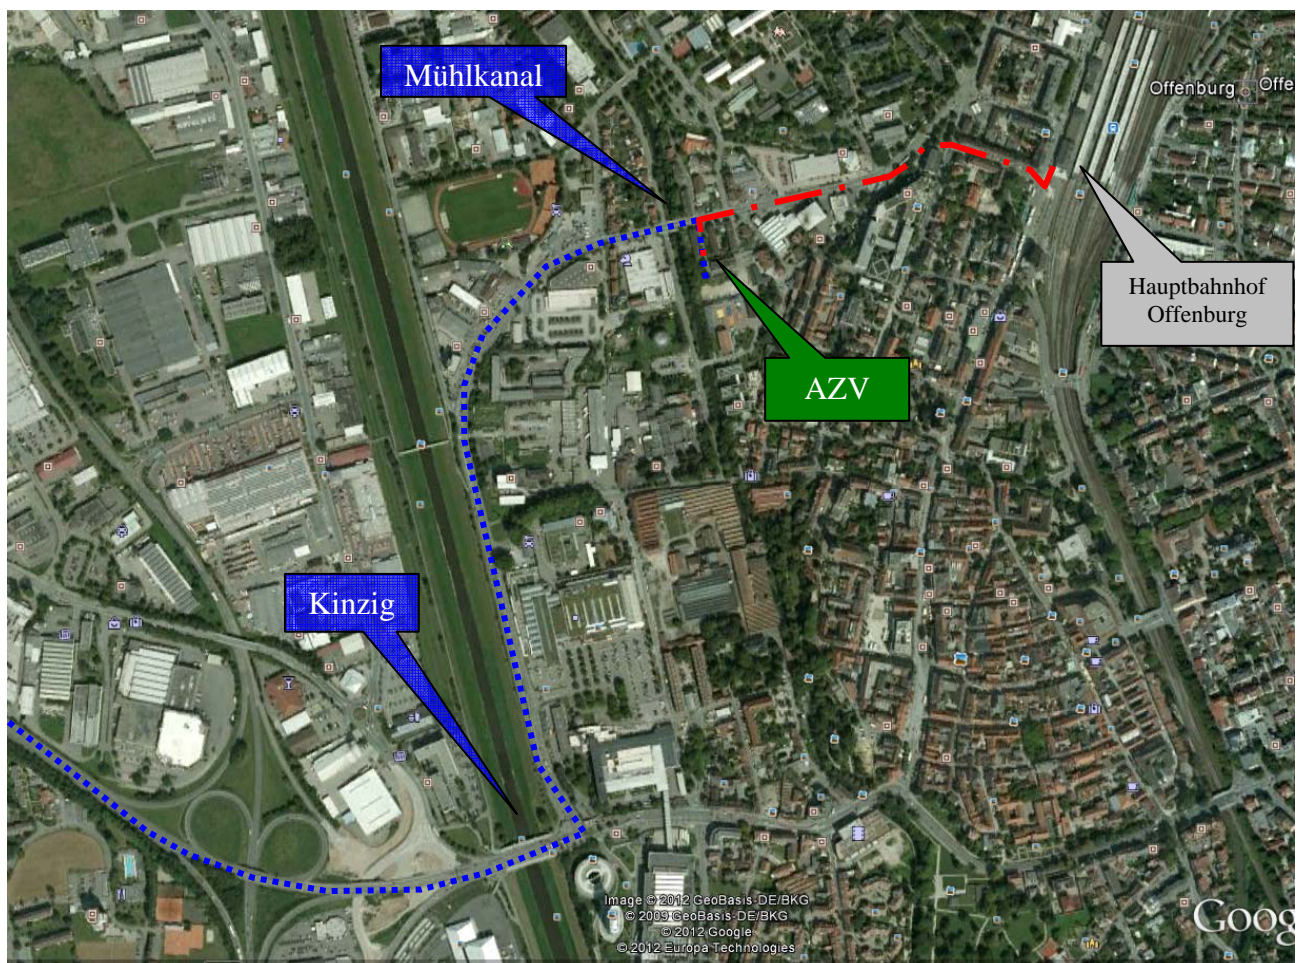 Mühlkanal
Offenburg
Offe
Hauptbahnhof
Offenburg
AZV
Kinzig
Image © 2012 GeoBasis-DE/BKG
© 2009 GeoBasis-DE/BKG
© 2012 Google
© 2012 Europa Technologies
Goog